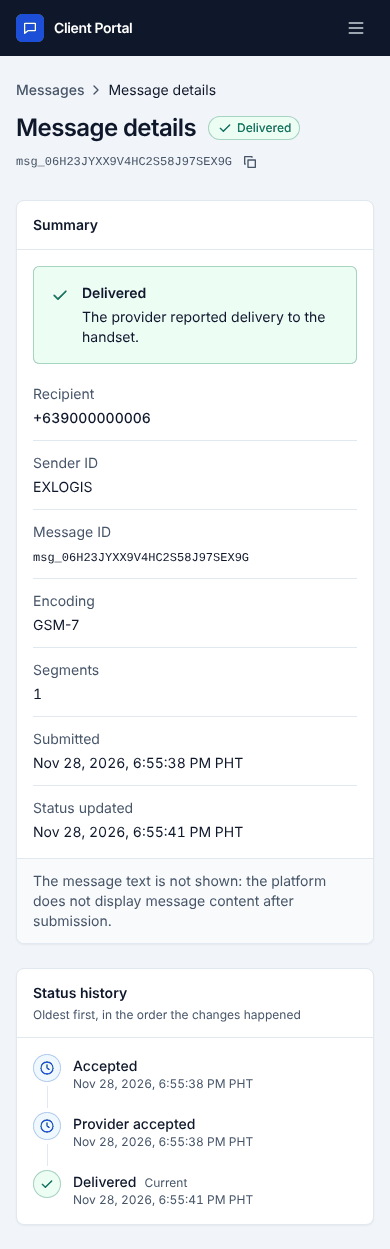 Client Portal
Messages > Message details
Message details
Delivered
msg_06H23JYXX9V4HC2S58J97SEX9G
Summary
Delivered
The provider reported delivery to the
handset.
Recipient
+639000000006
Sender ID
EXLOGIS
Message ID
msg_06H23JYXX9V4HC2S58J97SEX9G
Encoding
GSM-7
Segments
1
Submitted
Nov 28, 2026, 6:55:38 PM PHT
Status updated
Nov 28, 2026, 6:55:41 PM PHT
The message text is not shown: the platform
does not display message content after
submission.
Status history
Oldest first, in the order the changes happened
Accepted
Nov 28, 2026, 6:55:38 PM PHT
Provider accepted
Nov 28, 2026, 6:55:38 PM PHT
Delivered Current
Nov 28, 2026, 6:55:41 PM PHT